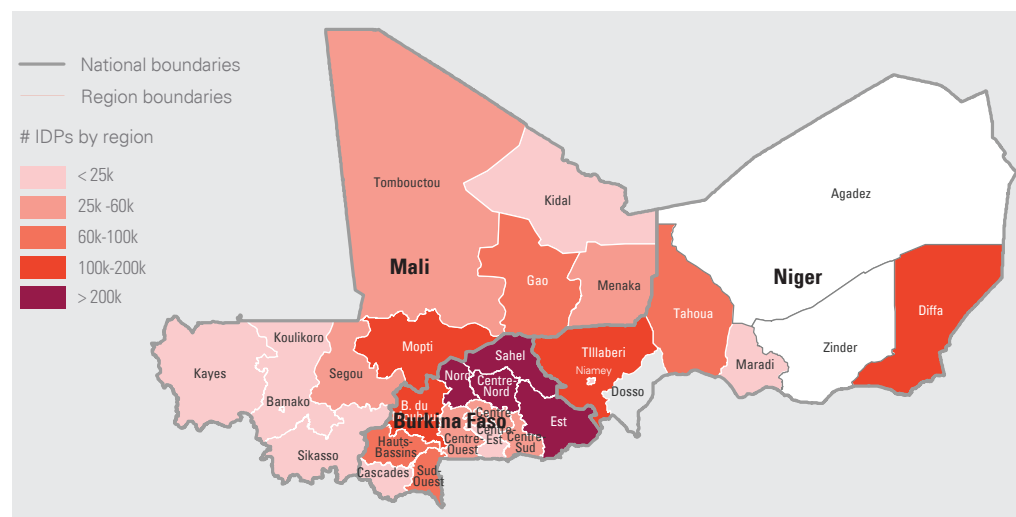 National boundaries
Region boundaries
# IDPs by region
< 25k
25k -60k
60k-100k
100k-200k
> 200k
Tombouctou
Kidal
Agadez
Mali
Gao
Menaka
Niger
Tahoua
Diffa
Koulikoro
Mopti
Sahel
TIllaberi
Niamey
Maradi
Zinder
Kayes
Segou
Nord
Centre-
Nord
Dosso
Bamako
B. du
Burkina Faso
Est
Centre
Centre-
Est
Centre-
Ouest
Centre
Sud
Hauts-
Bassins
Sikasso
Cascades
Sud-
Ouest